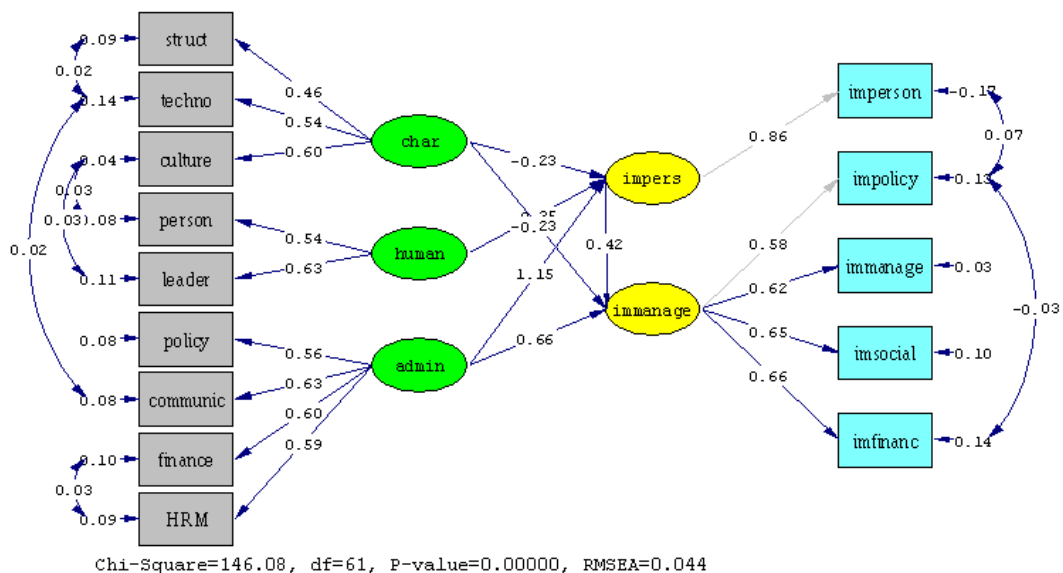 0.09
struct
0.02
0.14
techno
0.04
culture
0.03
0.03
0.08
person
0.02
0.11
leader
0.08
policy
0.08
communic
0.10
finance
0.03
0.09
HRM
0.46
0.54
0.60
char
0.54
0.63
human
0.56
0.63
0.60
0.59
admin
-0.23
-0.23
1.15
0.66
impers
0.42
immanage
0.86
0.58
0.62
0.65
0.66
imperson
-0.17
0.07
impolicy
0.13
immanage
0.03
-0.03
imsocial
0.10
imfinanc
0.14
Chi-Square=146.08, df=61, P-value=0.00000, RMSEA=0.044